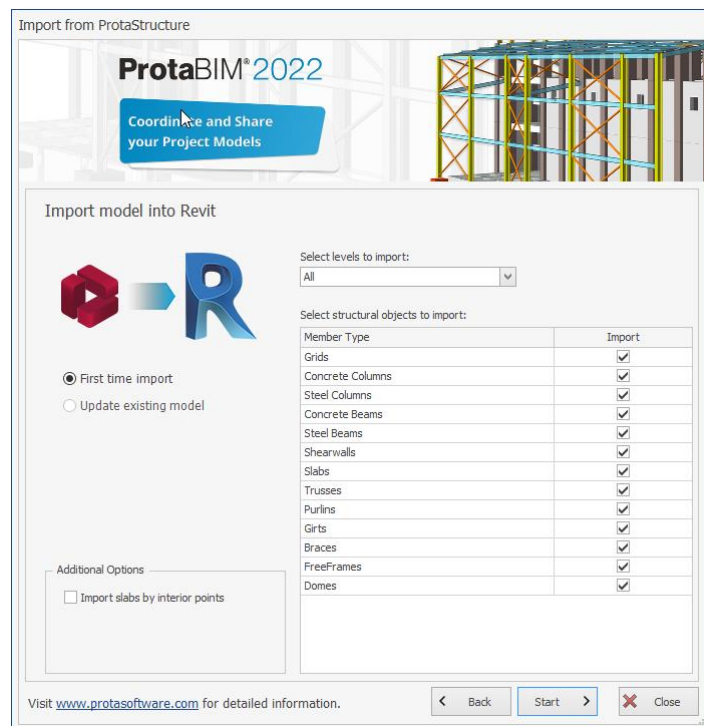 Import from ProtaStructure
ProtaBIM® 2022
your Project Models
Import model into Revit
Select levels to import:
All
Select structural objects to import:
Member Type Import
Grids
First time import
Concrete Columns
Steel Columns
Update existing model
Concrete Beams
Steel Beams
Shearwalls
Slabs
Trusses
Purlins
Girts
Braces
Additional Options
FreeFrames
Import slabs by interior points
Domes
Visit www.protasoftware.com for detailed information.
Back Start Close